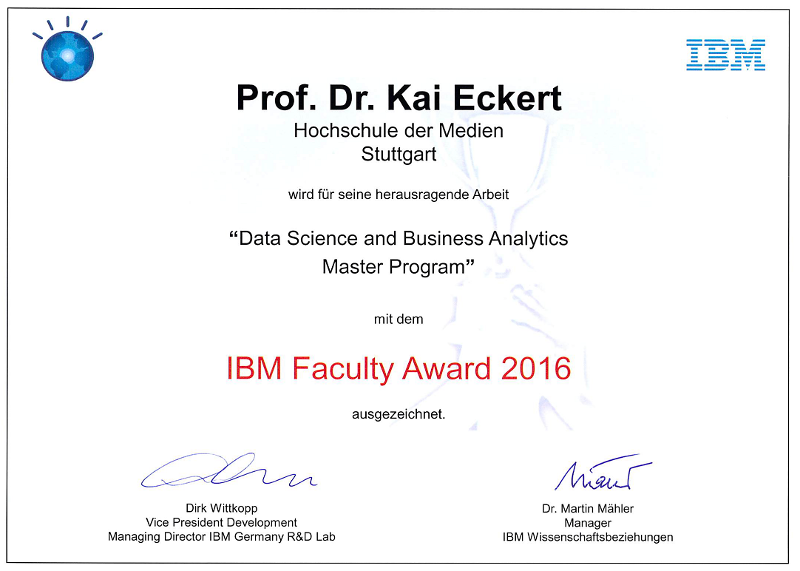 IBM
Prof. Dr. Kai Eckert
Hochschule der Medien
Stuttgart
wird für seine herausragende Arbeit
“Data Science and Business Analytics
Master Program”
mit dem
IBM Faculty Award 2016
ausgezeichnet.
Dirk Wittkopp
Vice President Development
Managing Director IBM Germany R&D Lab
Dr. Martin Mähler
Manager
IBM Wissenschaftsbeziehungen